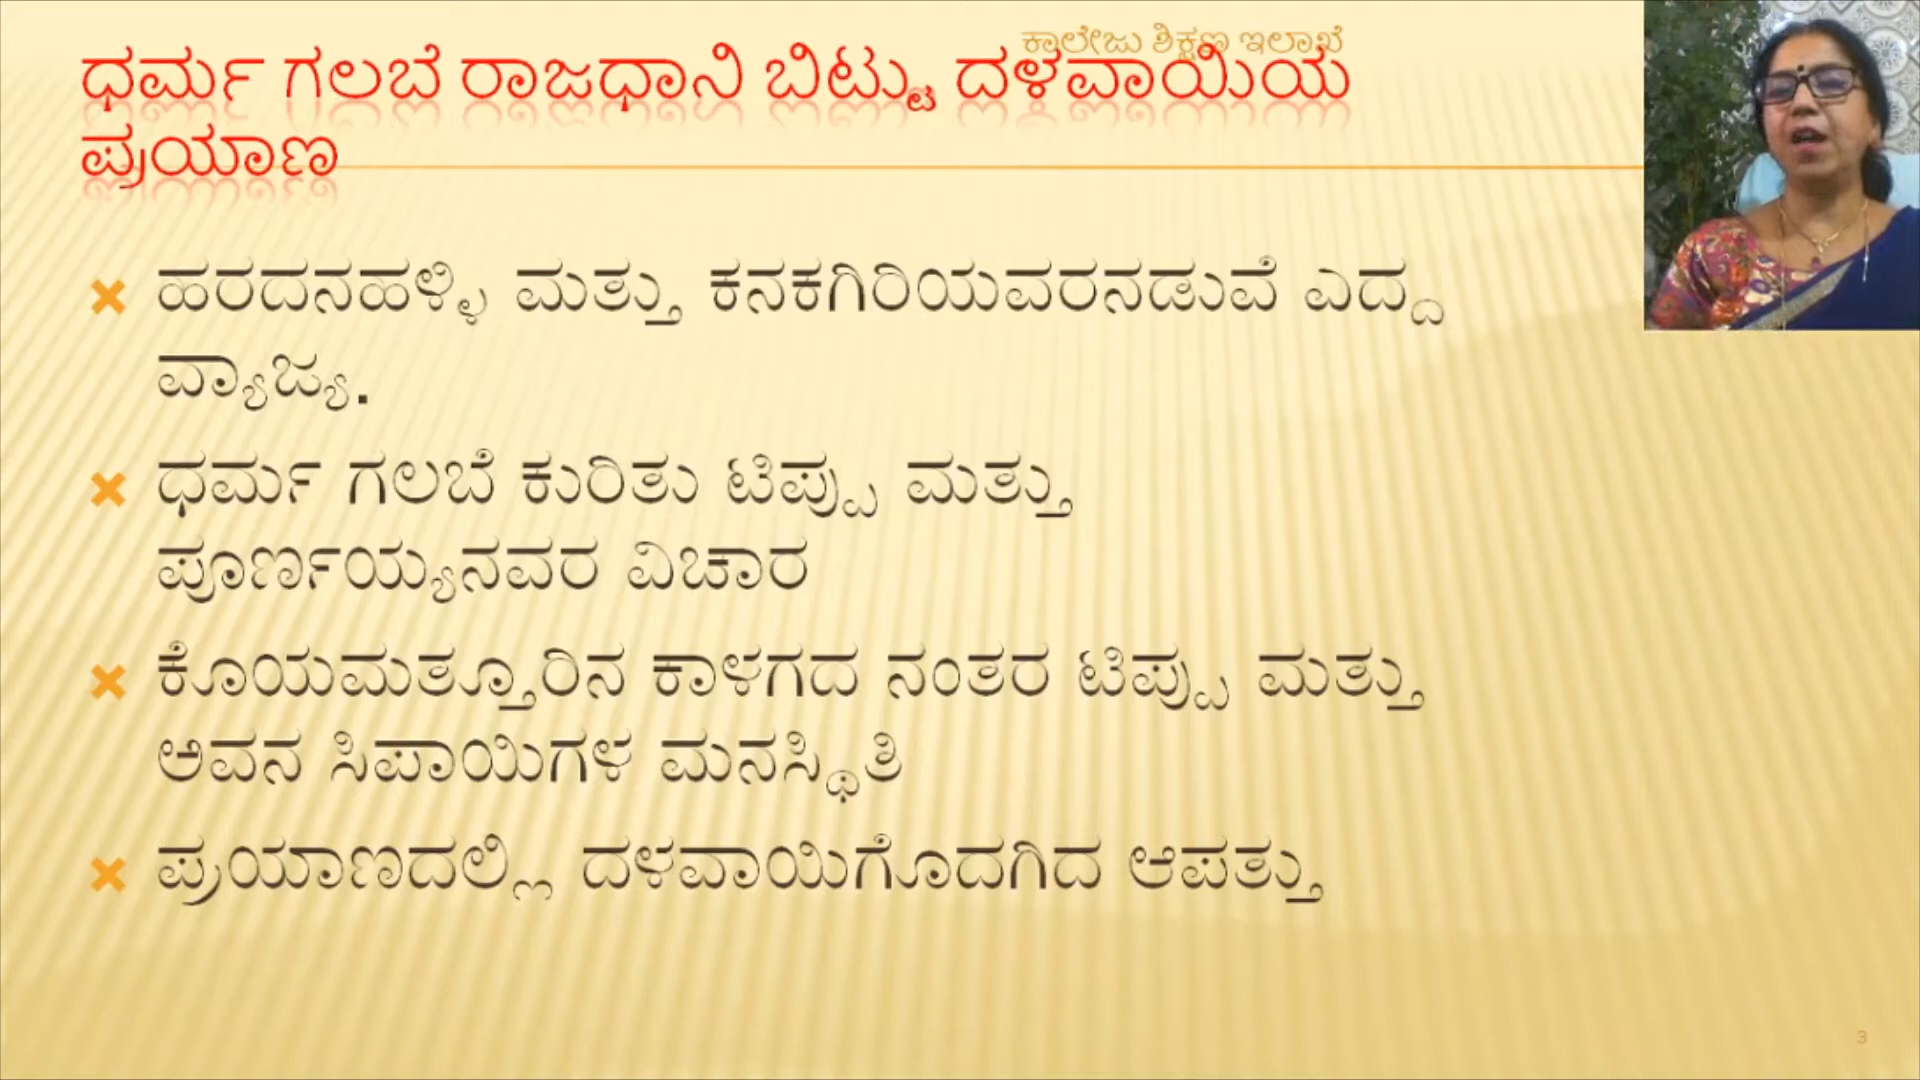 ಕಾಲೇಜು ಶಿಕ್ಷಣ ಇಲಾಖೆ
ಧರ್ಮ ಗಲಬೆ ರಾಜಧಾನಿ ಬಿಟ್ಟು ದಳವಾಯಿಯ
ಪ್ರಯಾಣ
ಹರದನಹಳ್ಳಿ ಮತ್ತು ಕನಕಗಿರಿಯವರನಡುವೆ ಎದ್ದ
ವ್ಯಾಜ್ಯ.
ಧರ್ಮ ಗಲಬೆ ಕುರಿತು ಟಿಪ್ಪು ಮತ್ತು
ಪೂರ್ಣಯ್ಯನವರ ವಿಚಾರ
ಕೊಯಮತ್ತೂರಿನ ಕಾಳಗದ ನಂತರ ಟಿಪ್ಪು ಮತ್ತು
ಅವನ ಸಿಪಾಯಿಗಳ ಮನಸ್ಥಿತಿ
ಪ್ರಯಾಣದಲ್ಲಿ ದಳವಾಯಿಗೊದಗಿದ ಆಪತ್ತು
3